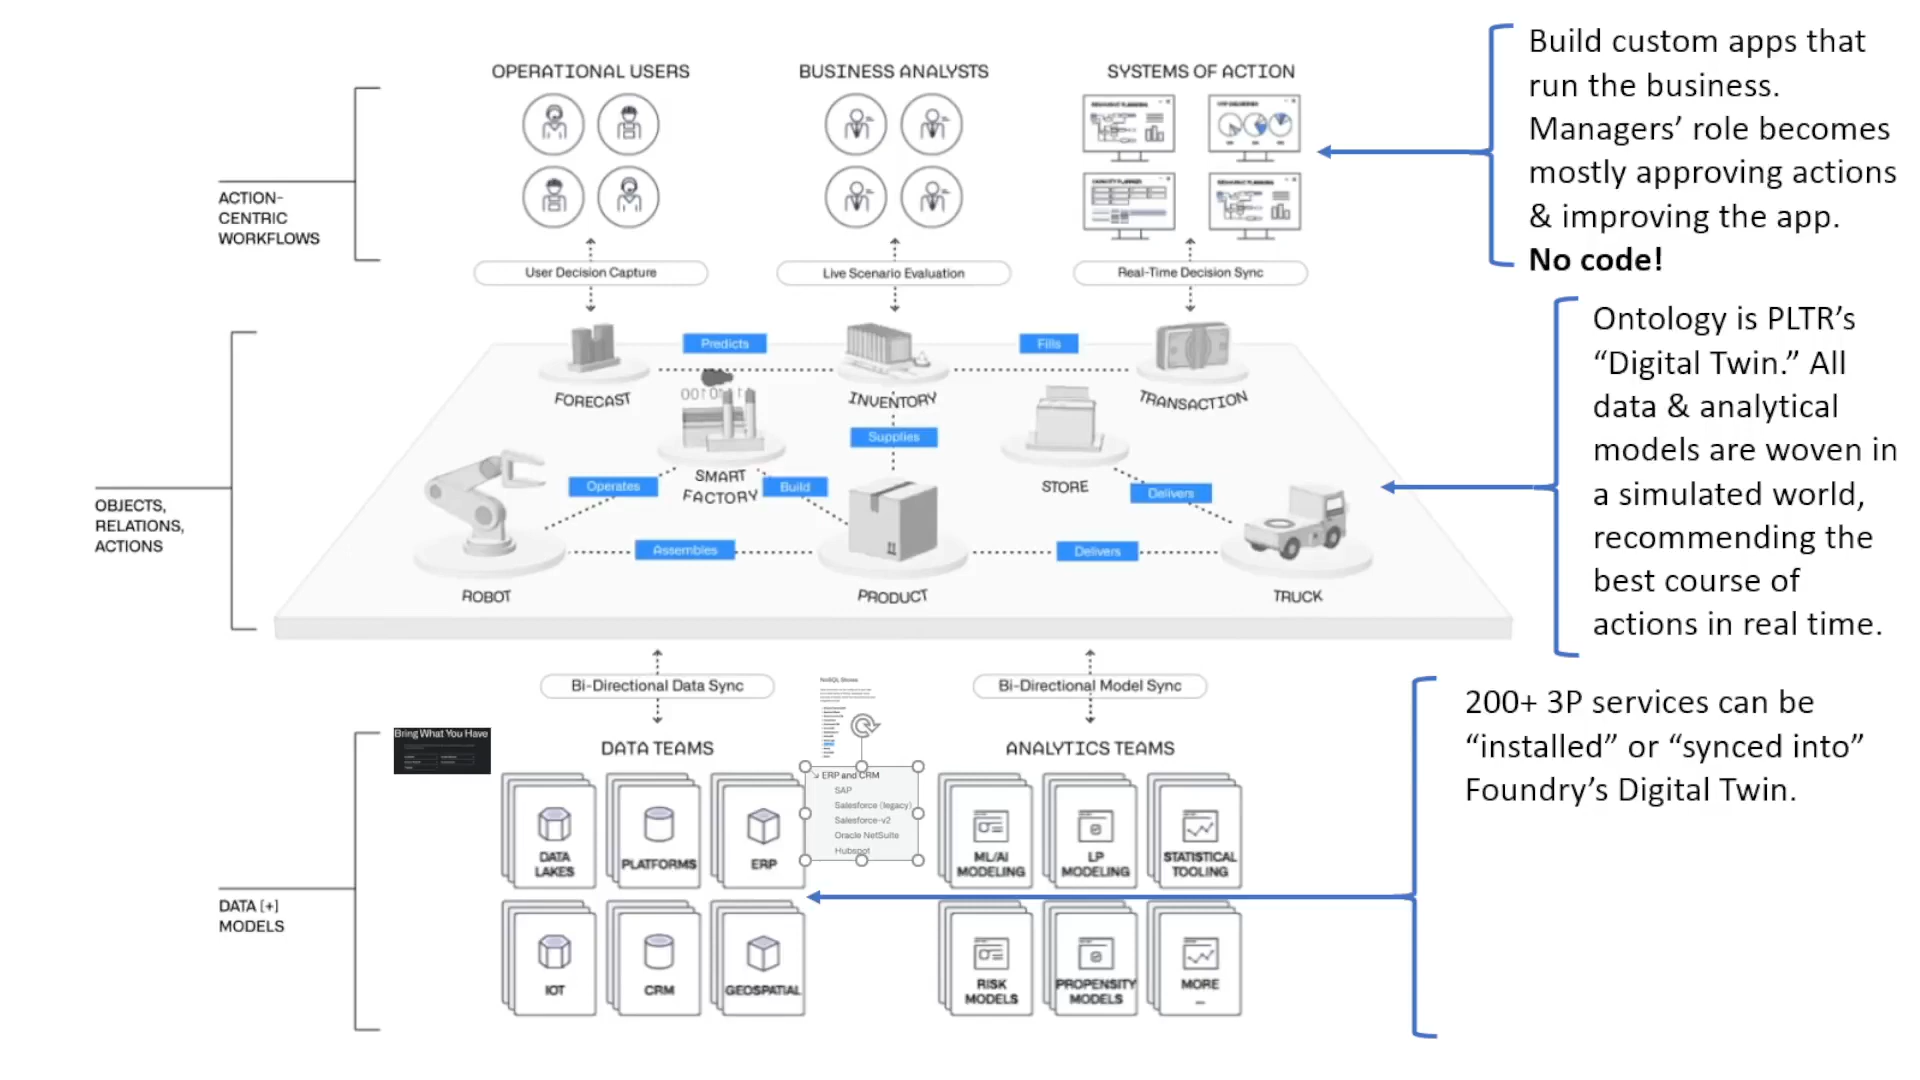 OPERATIONAL USERS
BUSINESS ANALYSTS
SYSTEMS OF ACTION
ACTION-
CENTRIC
WORKFLOWS
User Decision Capture
Live Scenario Evaluation
Real-Time Decision Sync
Build custom apps that
run the business.
Managers’ role becomes
mostly approving actions
& improving the app.
No code!
Predicts
Fills
FORECAST
INVENTORY
TRANSACTION
Supplies
SMART
FACTORY
STORE
Operates
Build
Delivers
Assembles
Delivers
ROBOT
PRODUCT
TRUCK
OBJECTS,
RELATIONS,
ACTIONS
Ontology is PLTR’s
“Digital Twin.” All
data & analytical
models are woven in
a simulated world,
recommending the
best course of
actions in real time.
Bi-Directional Data Sync
Bi-Directional Model Sync
NoSQL Stores
Bring What You Have
DATA TEAMS
ANALYTICS TEAMS
DATA
LAKES
PLATFORMS
ERP
ERP and CRM
SAP
Salesforce (legacy)
Salesforce-v2
Oracle NetSuite
Hubspot
ML/AI
MODELING
LP
MODELING
STATISTICAL
TOOLING
IOT
CRM
GEOSPATIAL
RISK
MODELS
PROPENSITY
MODELS
MORE
DATA [+]
MODELS
200+ 3P services can be
“installed” or “synced into”
Foundry’s Digital Twin.